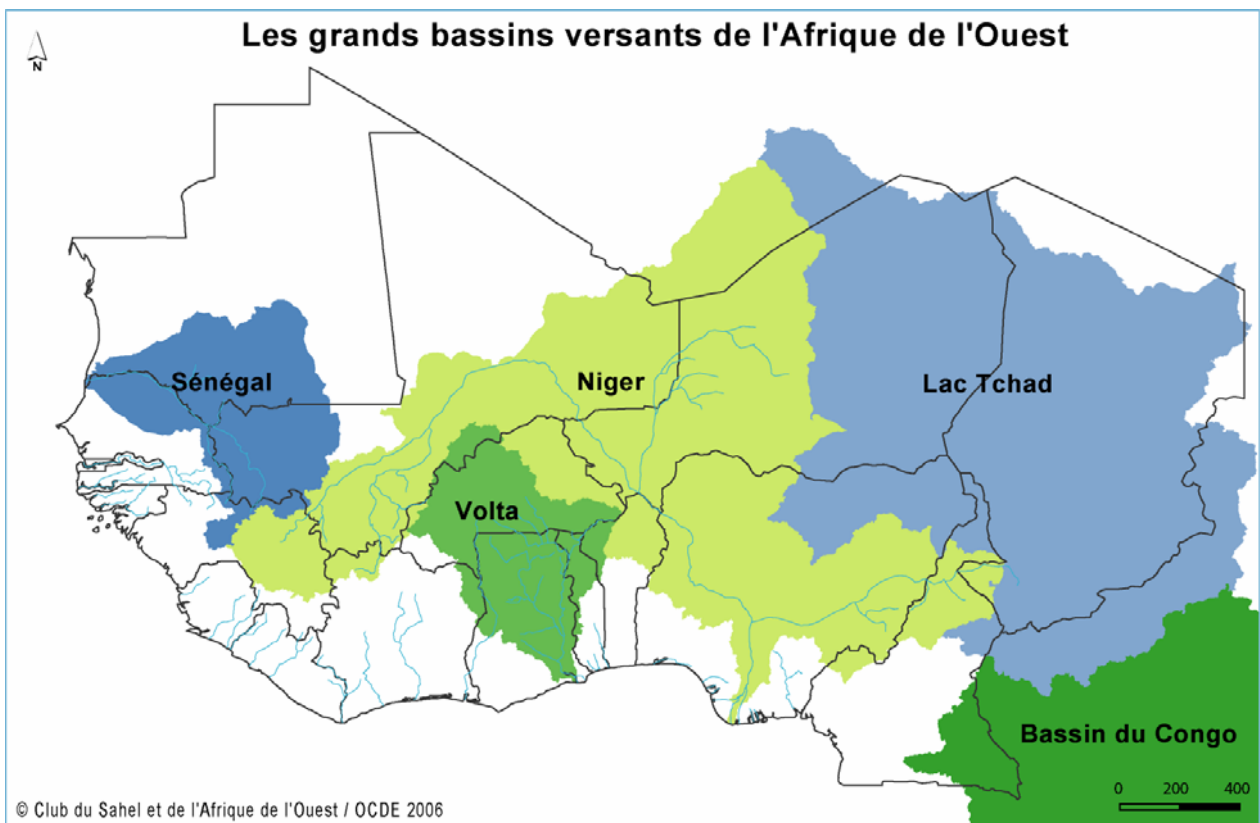 Les grands bassins versants de l'Afrique de l'Ouest
N
Sénégal
Niger
Lac Tchad
Volta
Bassin du Congo
0 200 400
© Club du Sahel et de l'Afrique de l'Ouest / OCDE 2006